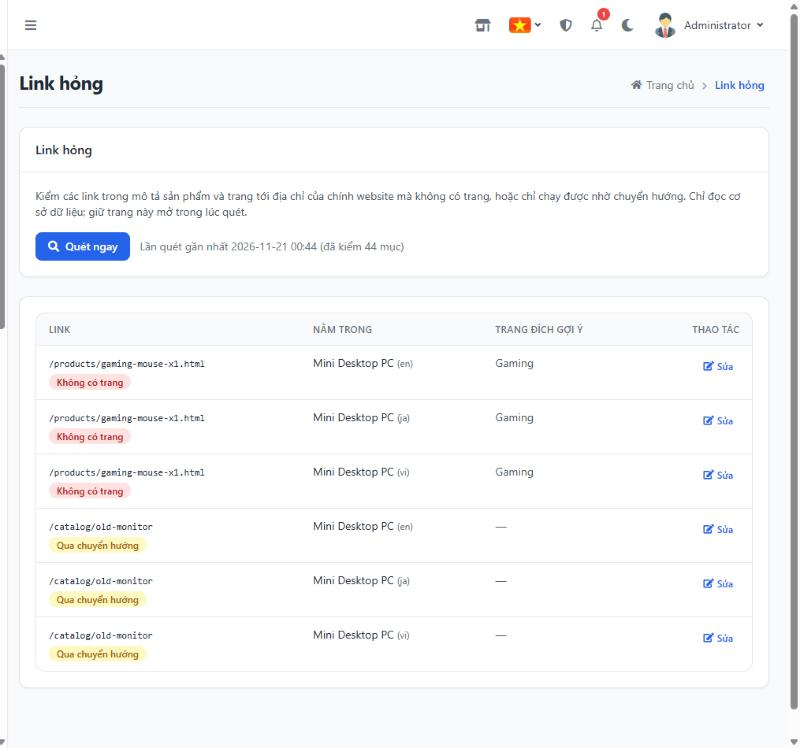 1
Administrator
Link hỏng
Trang chủ
Link hỏng
Link hỏng
Kiểm các link trong mô tả sản phẩm và trang tới địa chỉ của chính website mà không có trang, hoặc chỉ chạy được nhờ chuyển hướng. Chỉ đọc cơ
sở dữ liệu; giữ trang này mở trong lúc quét.
Quét ngay
Lần quét gần nhất 2026-11-21 00:44 (đã kiểm 44 mục)
LINK NẰM TRONG TRANG ĐÍCH GỢI Ý THAO TÁC
/products/gaming-mouse-x1.html Mini Desktop PC (en) Gaming Sửa
Không có trang
/products/gaming-mouse-x1.html Mini Desktop PC (ja) Gaming Sửa
Không có trang
/products/gaming-mouse-x1.html Mini Desktop PC (vi) Gaming Sửa
Không có trang
/catalog/old-monitor Mini Desktop PC (en) — Sửa
Qua chuyển hướng
/catalog/old-monitor Mini Desktop PC (ja) — Sửa
Qua chuyển hướng
/catalog/old-monitor Mini Desktop PC (vi) — Sửa
Qua chuyển hướng